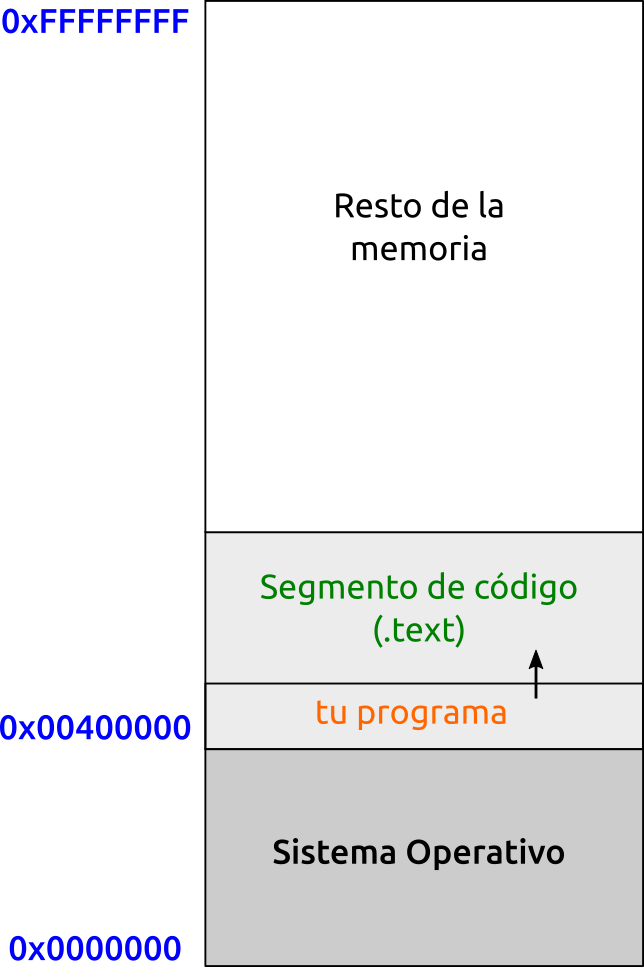 0xFFFFFFFF
Resto de la
memoria
Segmento de código
(.text)
tu programa
0x00400000
Sistema Operativo
0x0000000